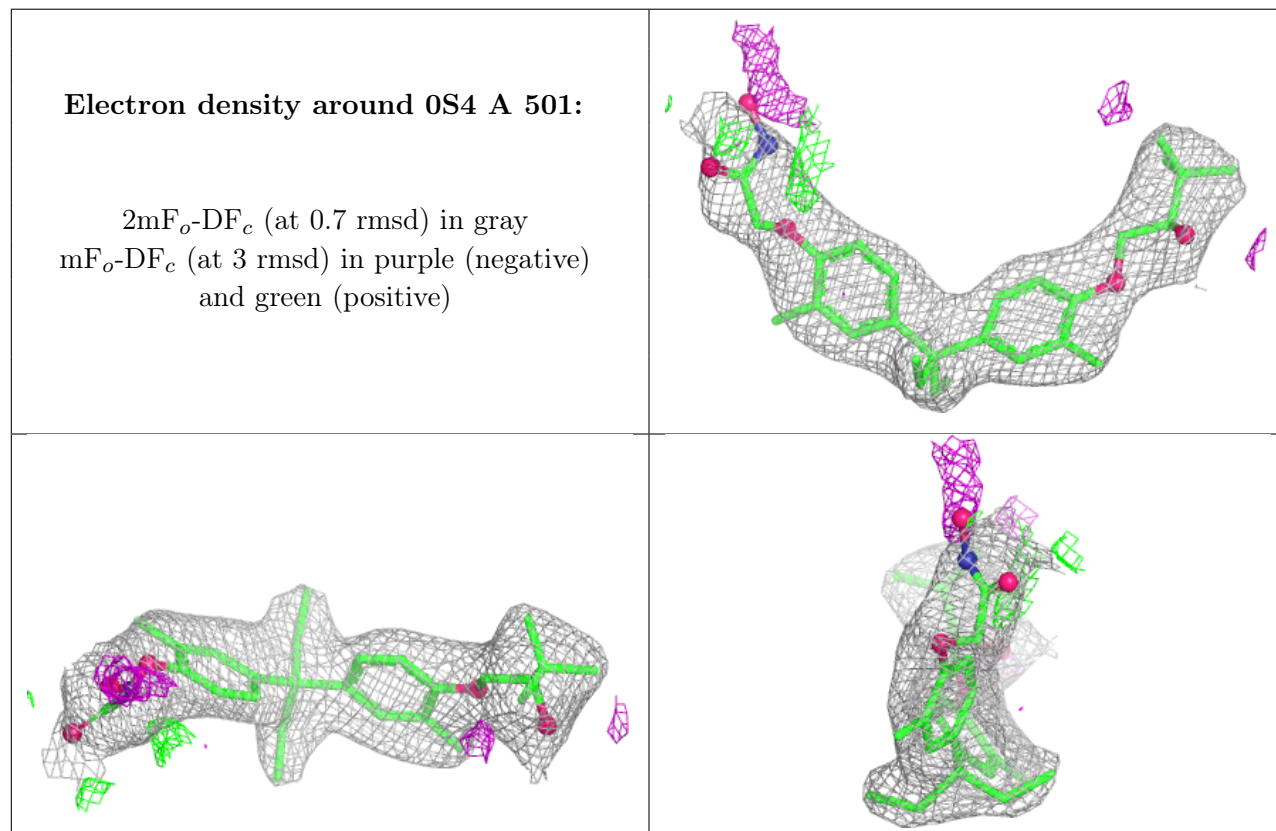 Electron density around 0S4 A 501:
2mFo-DFc (at 0.7 rmsd) in gray
mFo-DFc (at 3 rmsd) in purple (negative)
and green (positive)